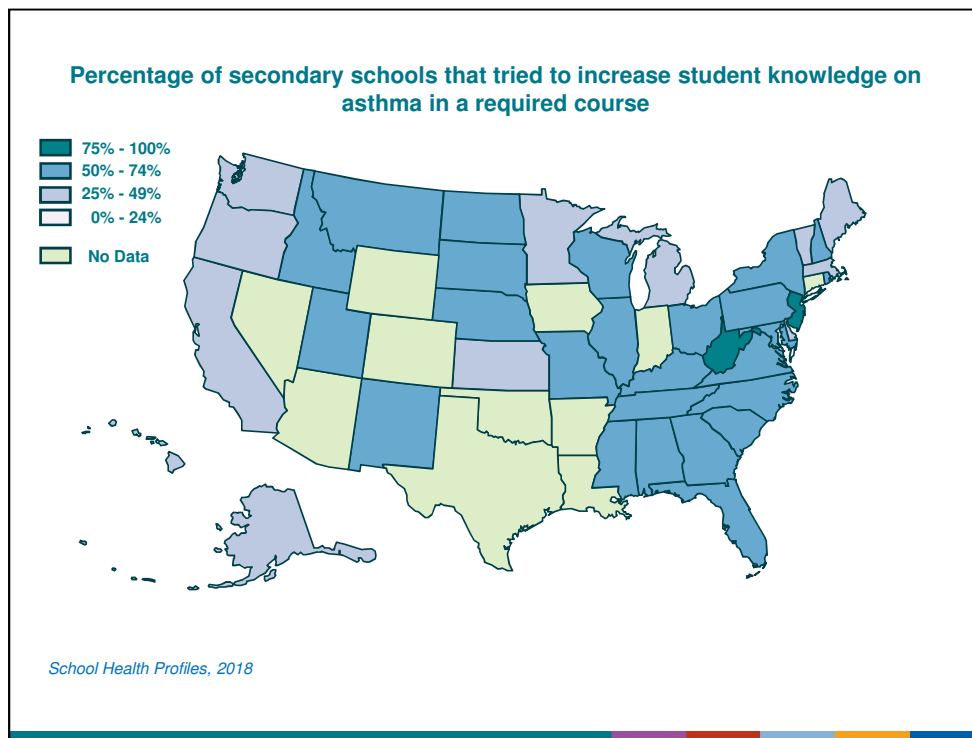 Percentage of secondary schools that tried to increase student knowledge on
asthma in a required course
75% - 100%
50% - 74%
25% - 49%
0% - 24%
No Data
School Health Profiles, 2018